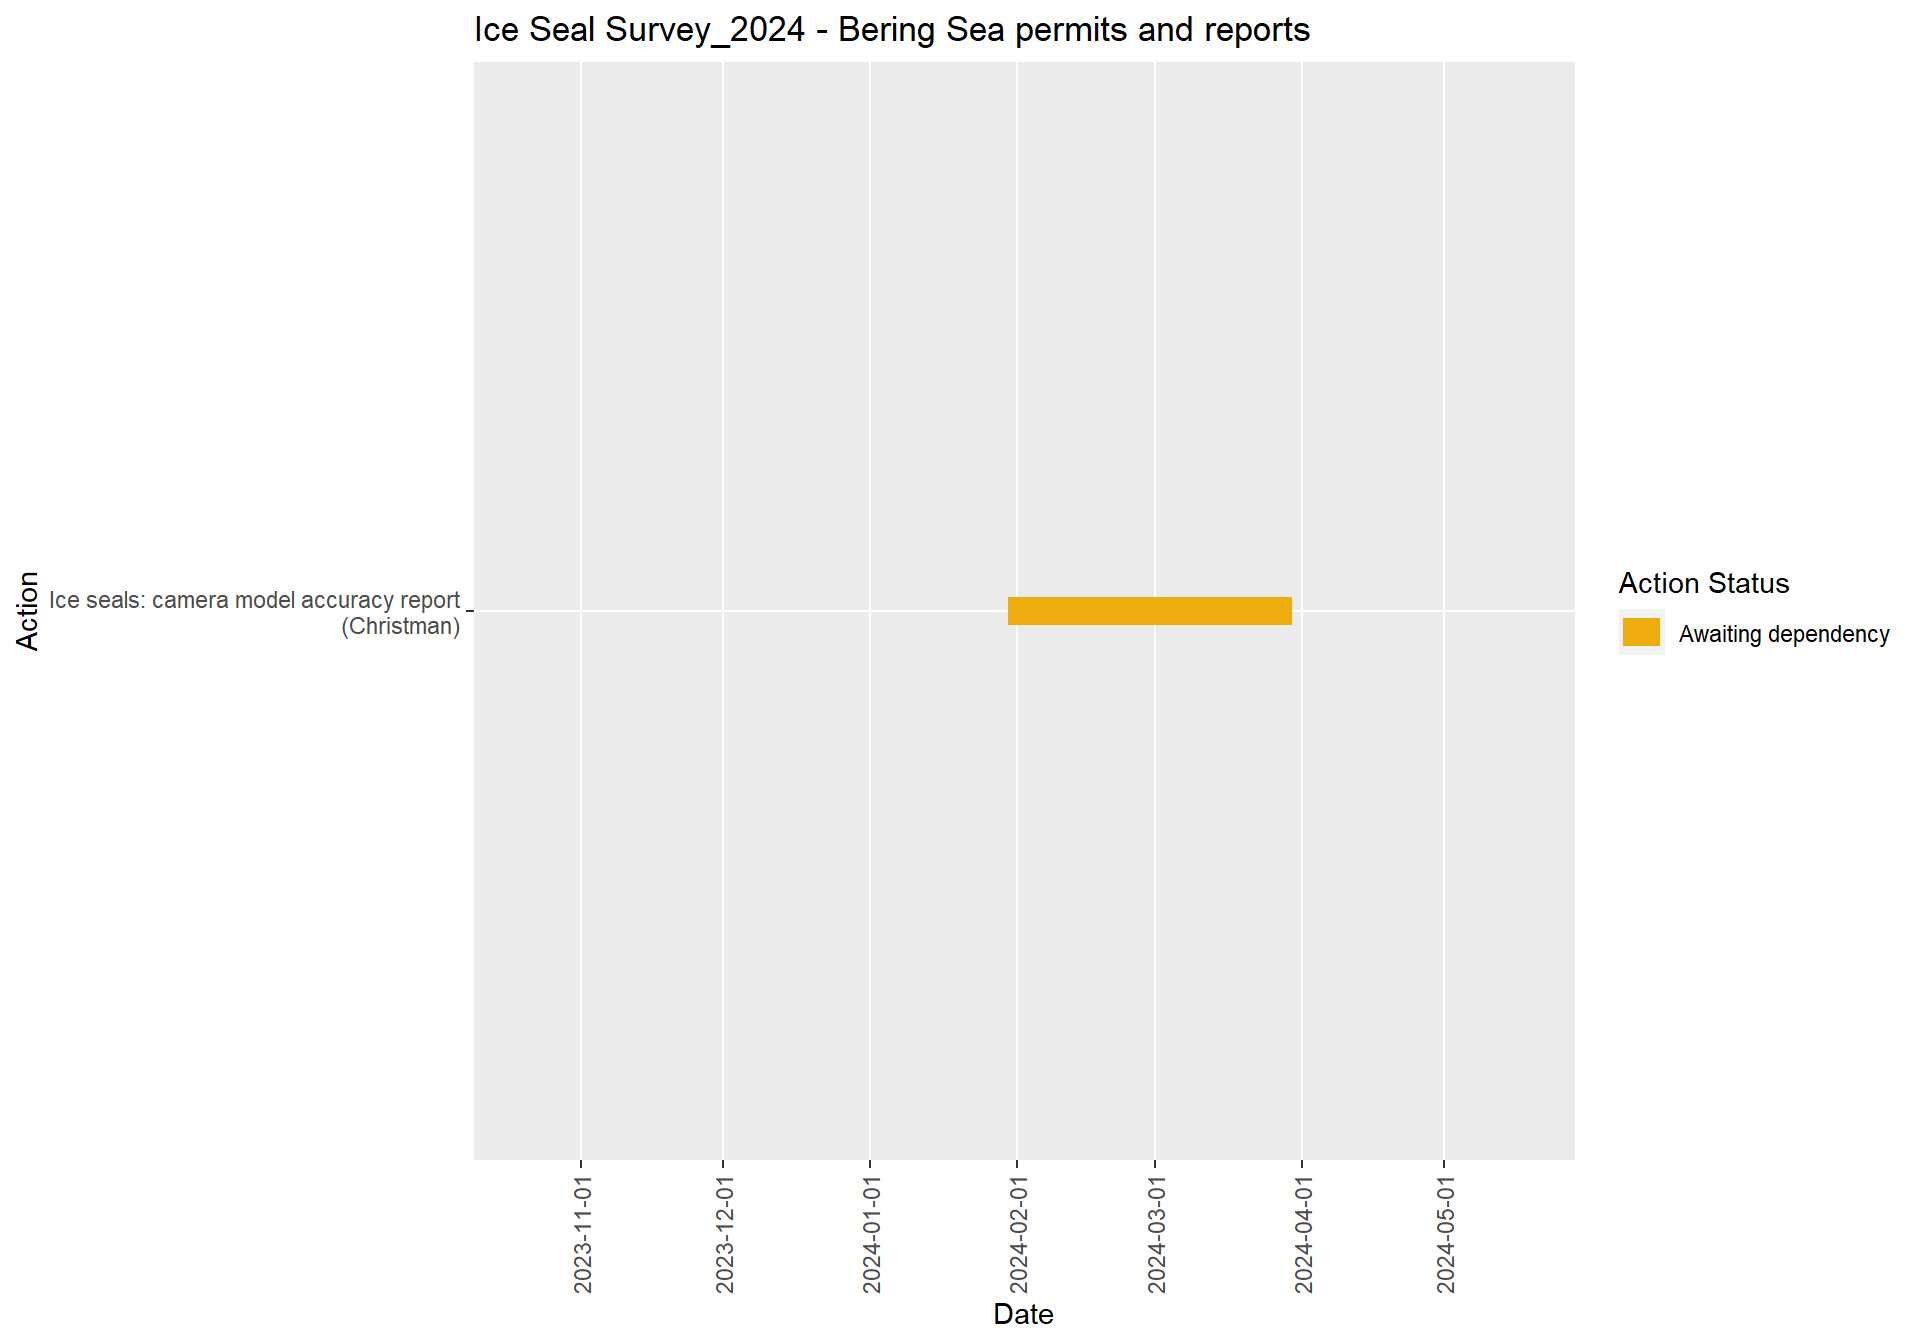 Ice Seal Survey_2024 - Bering Sea permits and reports
Action
Ice seals: camera model accuracy report
(Christman)
Action Status
Awaiting dependency
2023-11-01
2023-12-01
2024-01-01
2024-02-01
2024-03-01
2024-04-01
2024-05-01
Date